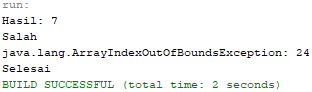 run:
Hasil: 7
Salah
java.lang.ArrayIndexOutOfBoundsException: 24
Selesai
BUILD SUCCESSFUL (total time: 2 seconds)